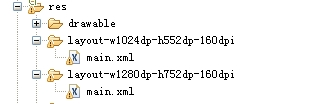 res
drawable
layout-w1024dp-h552dp-160dpi
main.xml
layout-w1280dp-h752dp-160dpi
main.xml